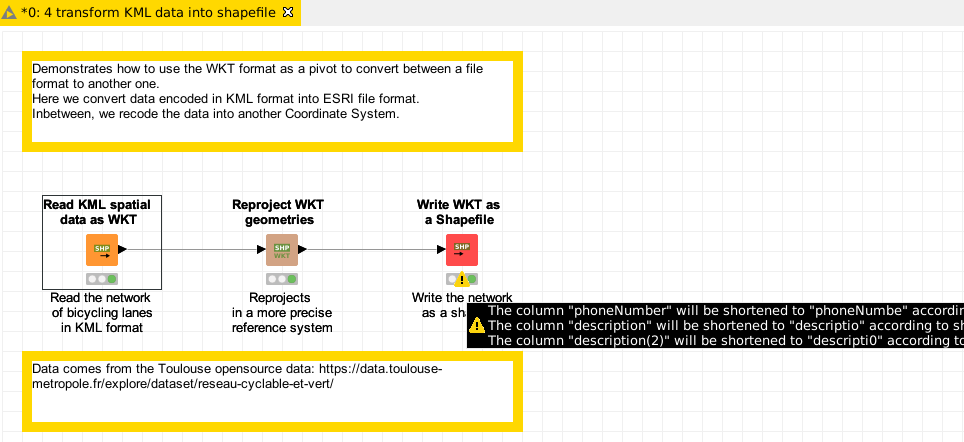 *0: 4 transform KML data into shapefile
Demonstrates how to use the WKT format as a pivot to convert between a file
format to another one.
Here we convert data encoded in KML format into ESRI file format.
Inbetween, we recode the data into another Coordinate System.
Read KML spatial
data as WKT
Reproject WKT
geometries
Write WKT as
a Shapefile
SHP
SHP
WKT
SHP
Read the network
of bicycling lanes
in KML format
Reprojects
in a more precise
reference system
Write the network
as a sh
The column "phoneNumber" will be shortened to "phoneNumbe" accordin
The column "description" will be shortened to "descriptio" according to sh
The column "description(2)" will be shortened to "descripti0" according to
Data comes from the Toulouse opensource data: https://data.toulouse-
metropole.fr/explore/dataset/reseau-cyclable-et-vert/